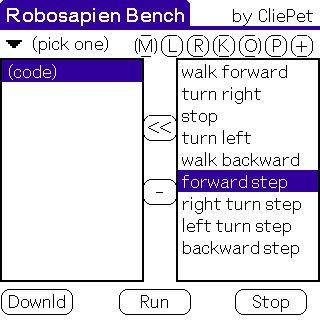 Robosapien Bench by CliePet
(pick one) M L R K O P +
(code)
walk forward
turn right
stop
turn left
walk backward
forward step
right turn step
left turn step
backward step
<<
-
Downld Run Stop